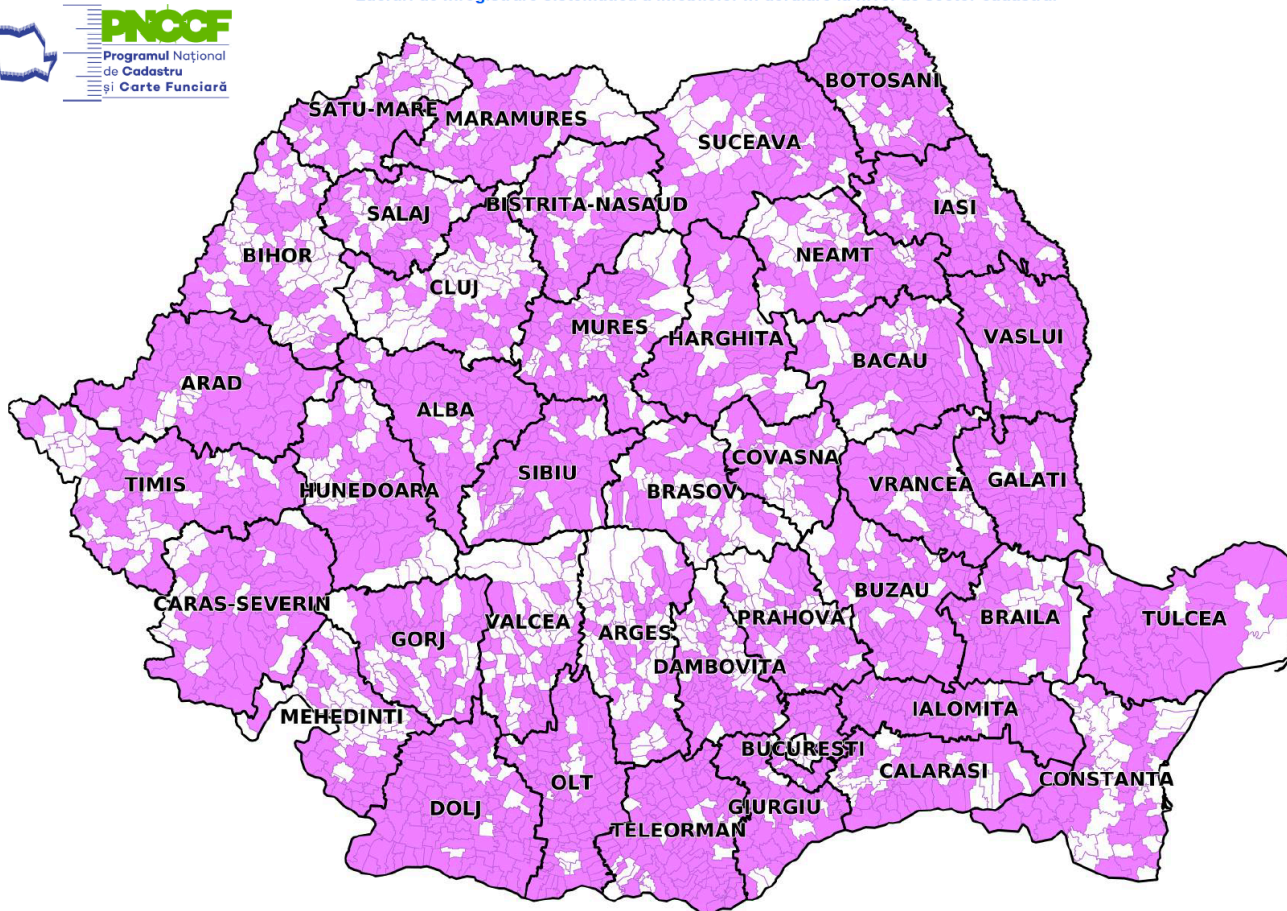 PNCCF
Programul Național
de Cadastru
și Carte Funciară
BOTOSANI
SATU-MARE
MARAMURES
SUCEAVA
SALAJ
BISTRITA-NASAUD
IASI
BIHOR
NEAMT
CLUJ
MURES
HARGHITA
VASLUI
BACAU
ARAD
ALBA
COVASNA
SIBIU
TIMIS
HUNEDOARA
BRASOV
VRANCEA
GALATI
BUZAU
CARAS-SEVERIN
GORJ
VALCEA
ARGES
PRAHOVA
BRAILA
TULCEA
DAMBOVITA
MEHEDINTI
IALOMITA
BUCURESTI
CALARASI
CONSTANTA
OLT
DOLJ
GIURGIU
TELEORMAN